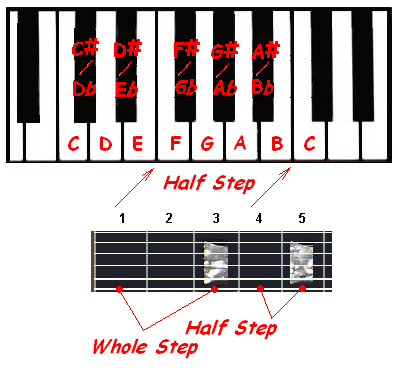 C# D# F# G# A#
Db Eb Gb Ab Bb
C D E F G A B C
Half Step
1 2 3 4 5
Half Step
Whole Step